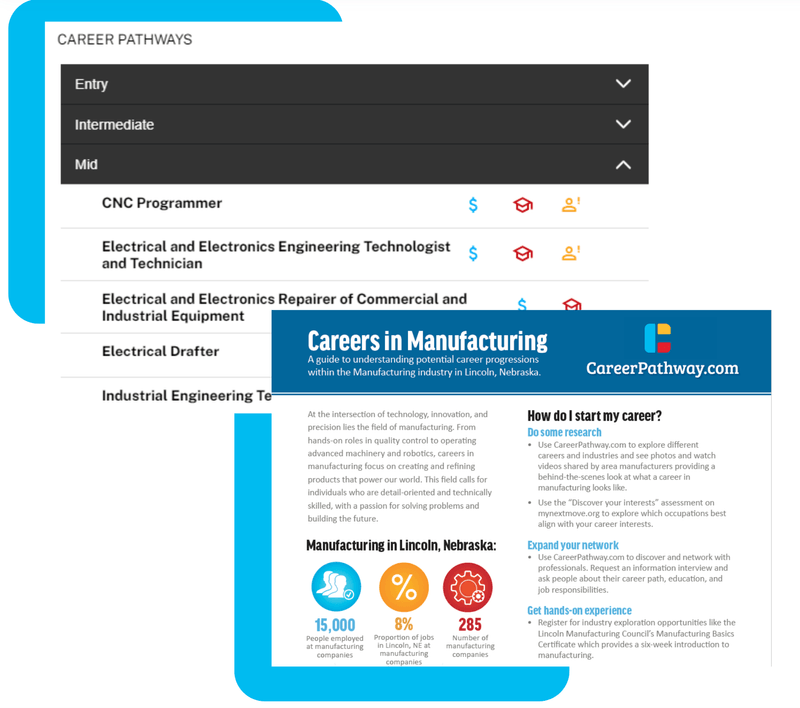 CAREER PATHWAYS
Entry
Intermediate
Mid
CNC Programmer
$
Electrical and Electronics Engineering Technologist
and Technician
$
Electrical and Electronics Repairer of Commercial and
Industrial Equipment
$
Electrical Drafter
Industrial Engineering Te
Careers in Manufacturing
A guide to understanding potential career progressions
within the Manufacturing industry in Lincoln, Nebraska.
CareerPathway.com
At the intersection of technology, innovation, and
precision lies the field of manufacturing. From
hands-on roles in quality control to operating
advanced machinery and robotics, careers in
manufacturing focus on creating and refining
products that power our world. This field calls for
individuals who are detail-oriented and technically
skilled, with a passion for solving problems and
building the future.
Manufacturing in Lincoln, Nebraska:
%
15,000
People employed
at manufacturing
companies
8%
Proportion of jobs
in Lincoln, NE at
manufacturing
companies
285
Number of
manufacturing
companies
How do I start my career?
Do some research
• Use CareerPathway.com to explore different
careers and industries and see photos and watch
videos shared by area manufacturers providing a
behind-the-scenes look at what a career in
manufacturing looks like.
• Use the “Discover your interests” assessment on
mynextmove.org to explore which occupations best
align with your career interests.
Expand your network
• Use CareerPathway.com to discover and network with
professionals. Request an information interview and
ask people about their career path, education, and
job responsibilities.
Get hands-on experience
• Register for industry exploration opportunities like the
Lincoln Manufacturing Council’s Manufacturing Basics
Certificate which provides a six-week introduction to
manufacturing.